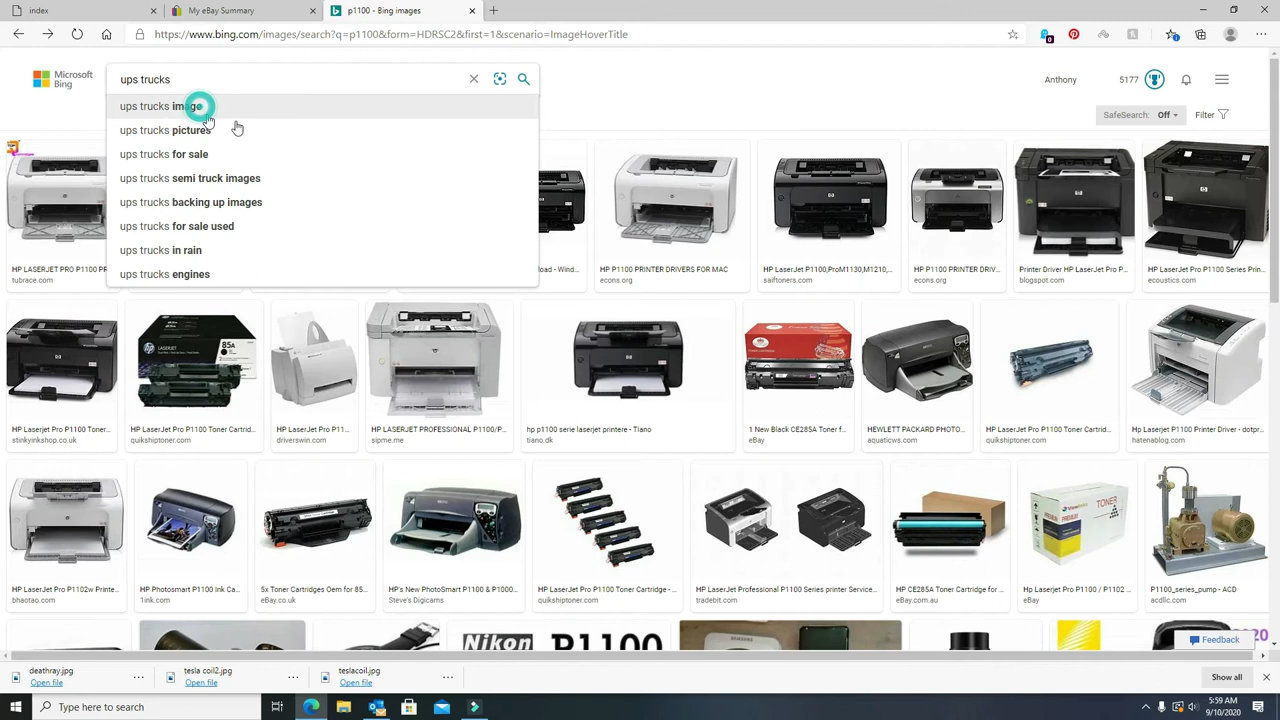 index
My eBay Summary
p1100 - Bing images
https://www.bing.com/images/search?q=p1100&form=HDRSC2&first=1&scenario=ImageHoverTitle
Microsoft
Bing
ups trucks
Anthony
5177
ups trucks image
ups trucks pictures
ups trucks for sale
ups trucks semi truck images
ups trucks backing up images
ups trucks for sale used
ups trucks in rain
ups trucks engines
SafeSearch: Off
Filter
HP LASERJET PRO P1100 PR
tubrace.com
oload - Wind...
HP P1100 PRINTER DRIVERS FOR MAC
econs.org
HP LaserJet P1100,ProM1130,M1210,...
saiftoners.com
HP P1100 PRINTER DRIV...
econs.org
Printer Driver HP LaserJet Pro P...
blogspot.com
HP LaserJet Pro P1100 Series Prin...
ecoustics.com
HP LaserJet Pro P1100 Toner...
stinkyinkshop.co.uk
HP LaserJet Pro P1100 Toner Cartrid...
quikshiptoner.com
HP LaserJet Pro P11...
driverswin.com
HP LASERJET PROFESSIONAL P1100/P...
sipme.me
hp p1100 serie laserjet printere - Tiano
tiano.dk
1 New Black CE285A Toner f...
eBay
HEWLETT PACKARD PHOTO...
aquaticws.com
HP LaserJet Pro P1100 Toner Cartrid...
quikshiptoner.com
Hp Laserjet P1100 Printer Driver - dotpr...
hatenablog.com
HP LaserJet Pro P1102w Printe...
bhaotao.com
HP Photosmart P1100 Ink Ca...
1ink.com
5x Toner Cartridges Oem for 85...
eBay.co.uk
HP's New PhotoSmart P1100 & P1000...
Steve's Digicams
HP LaserJet Pro P1100 Toner Cartridge - ...
quikshiptoner.com
HP LaserJet Professional P1100 Series printer Service...
tradebit.com
HP CE285A Toner Cartridge for ...
eBay.com.au
Hp Laserjet Pro P1100 / P1102 ...
eBay
P1100_series_pump - ACD
acdllc.com
Nikon P1100
Feedback
2020
deathray.jpg
Open file
tesla coil2.jpg
Open file
teslacoil.jpg
Open file
Show all
Type here to search
5:59 AM
9/10/2020